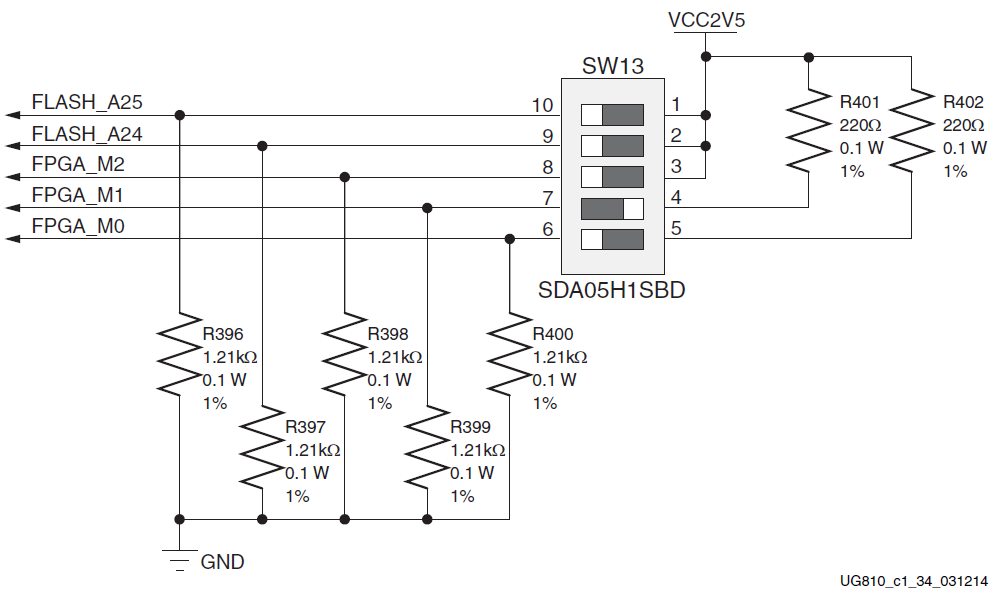 VCC2V5
SW13
FLASH_A25
10
1
FLASH_A24
9
2
FPGA_M2
8
3
FPGA_M1
7
4
FPGA_M0
6
5
R401
220Ω
0.1 W
1%
R402
220Ω
0.1 W
1%
SDA05H1SBD
R396
1.21kΩ
0.1 W
1%
R398
1.21kΩ
0.1 W
1%
R400
1.21kΩ
0.1 W
1%
R397
1.21kΩ
0.1 W
1%
R399
1.21kΩ
0.1 W
1%
GND
UG810_c1_34_031214